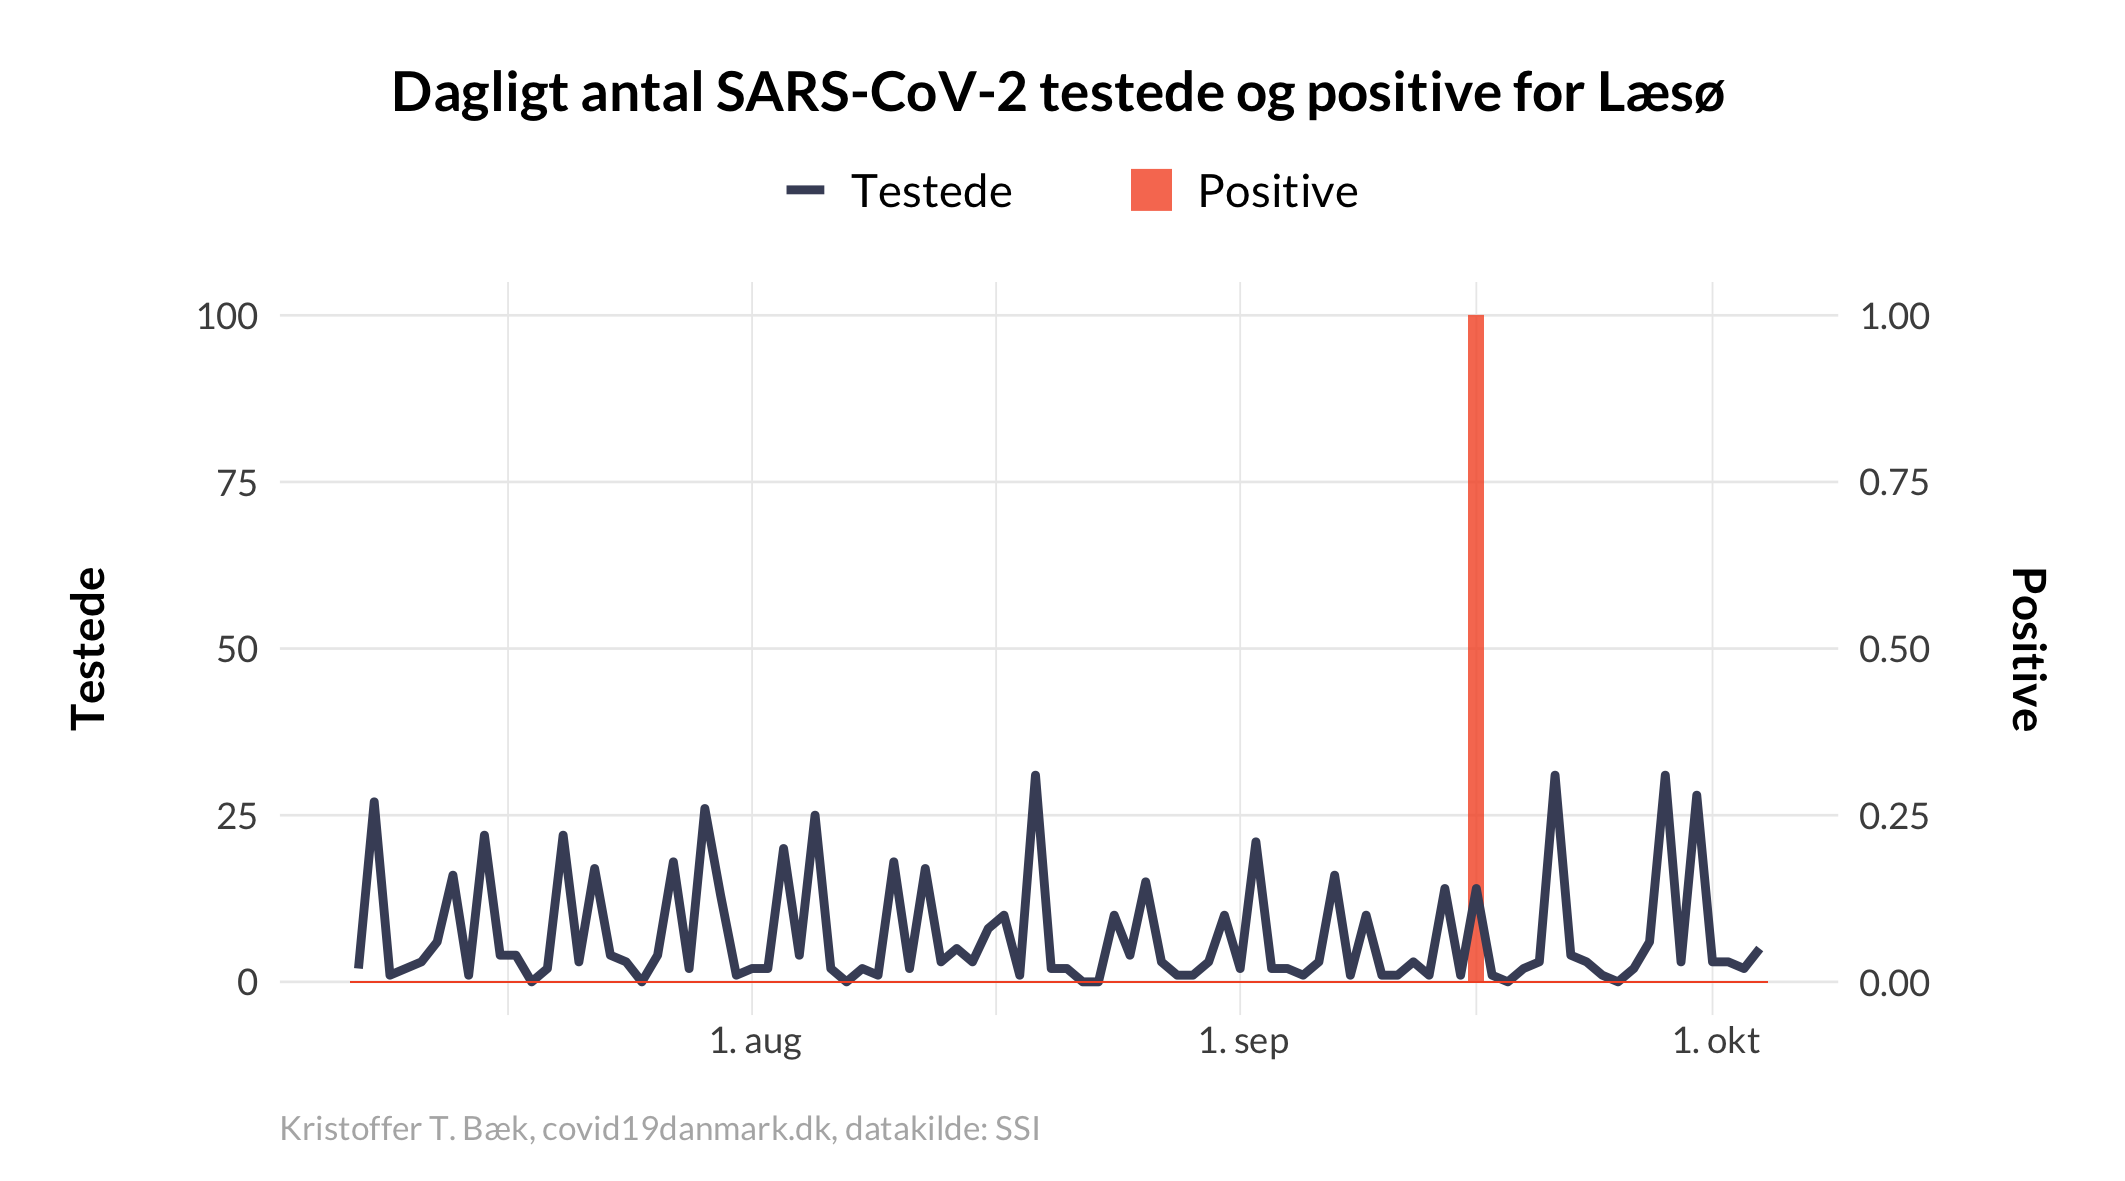 Dagligt antal SARS-CoV-2 testede og positive for Læsø
Testede
Positive
100
75
50
25
0
1.00
0.75
0.50
0.25
0.00
Testede
Positive
1. aug
1. sep
1. okt
Kristoffer T. Bæk, covid19danmark.dk, datakilde: SSI